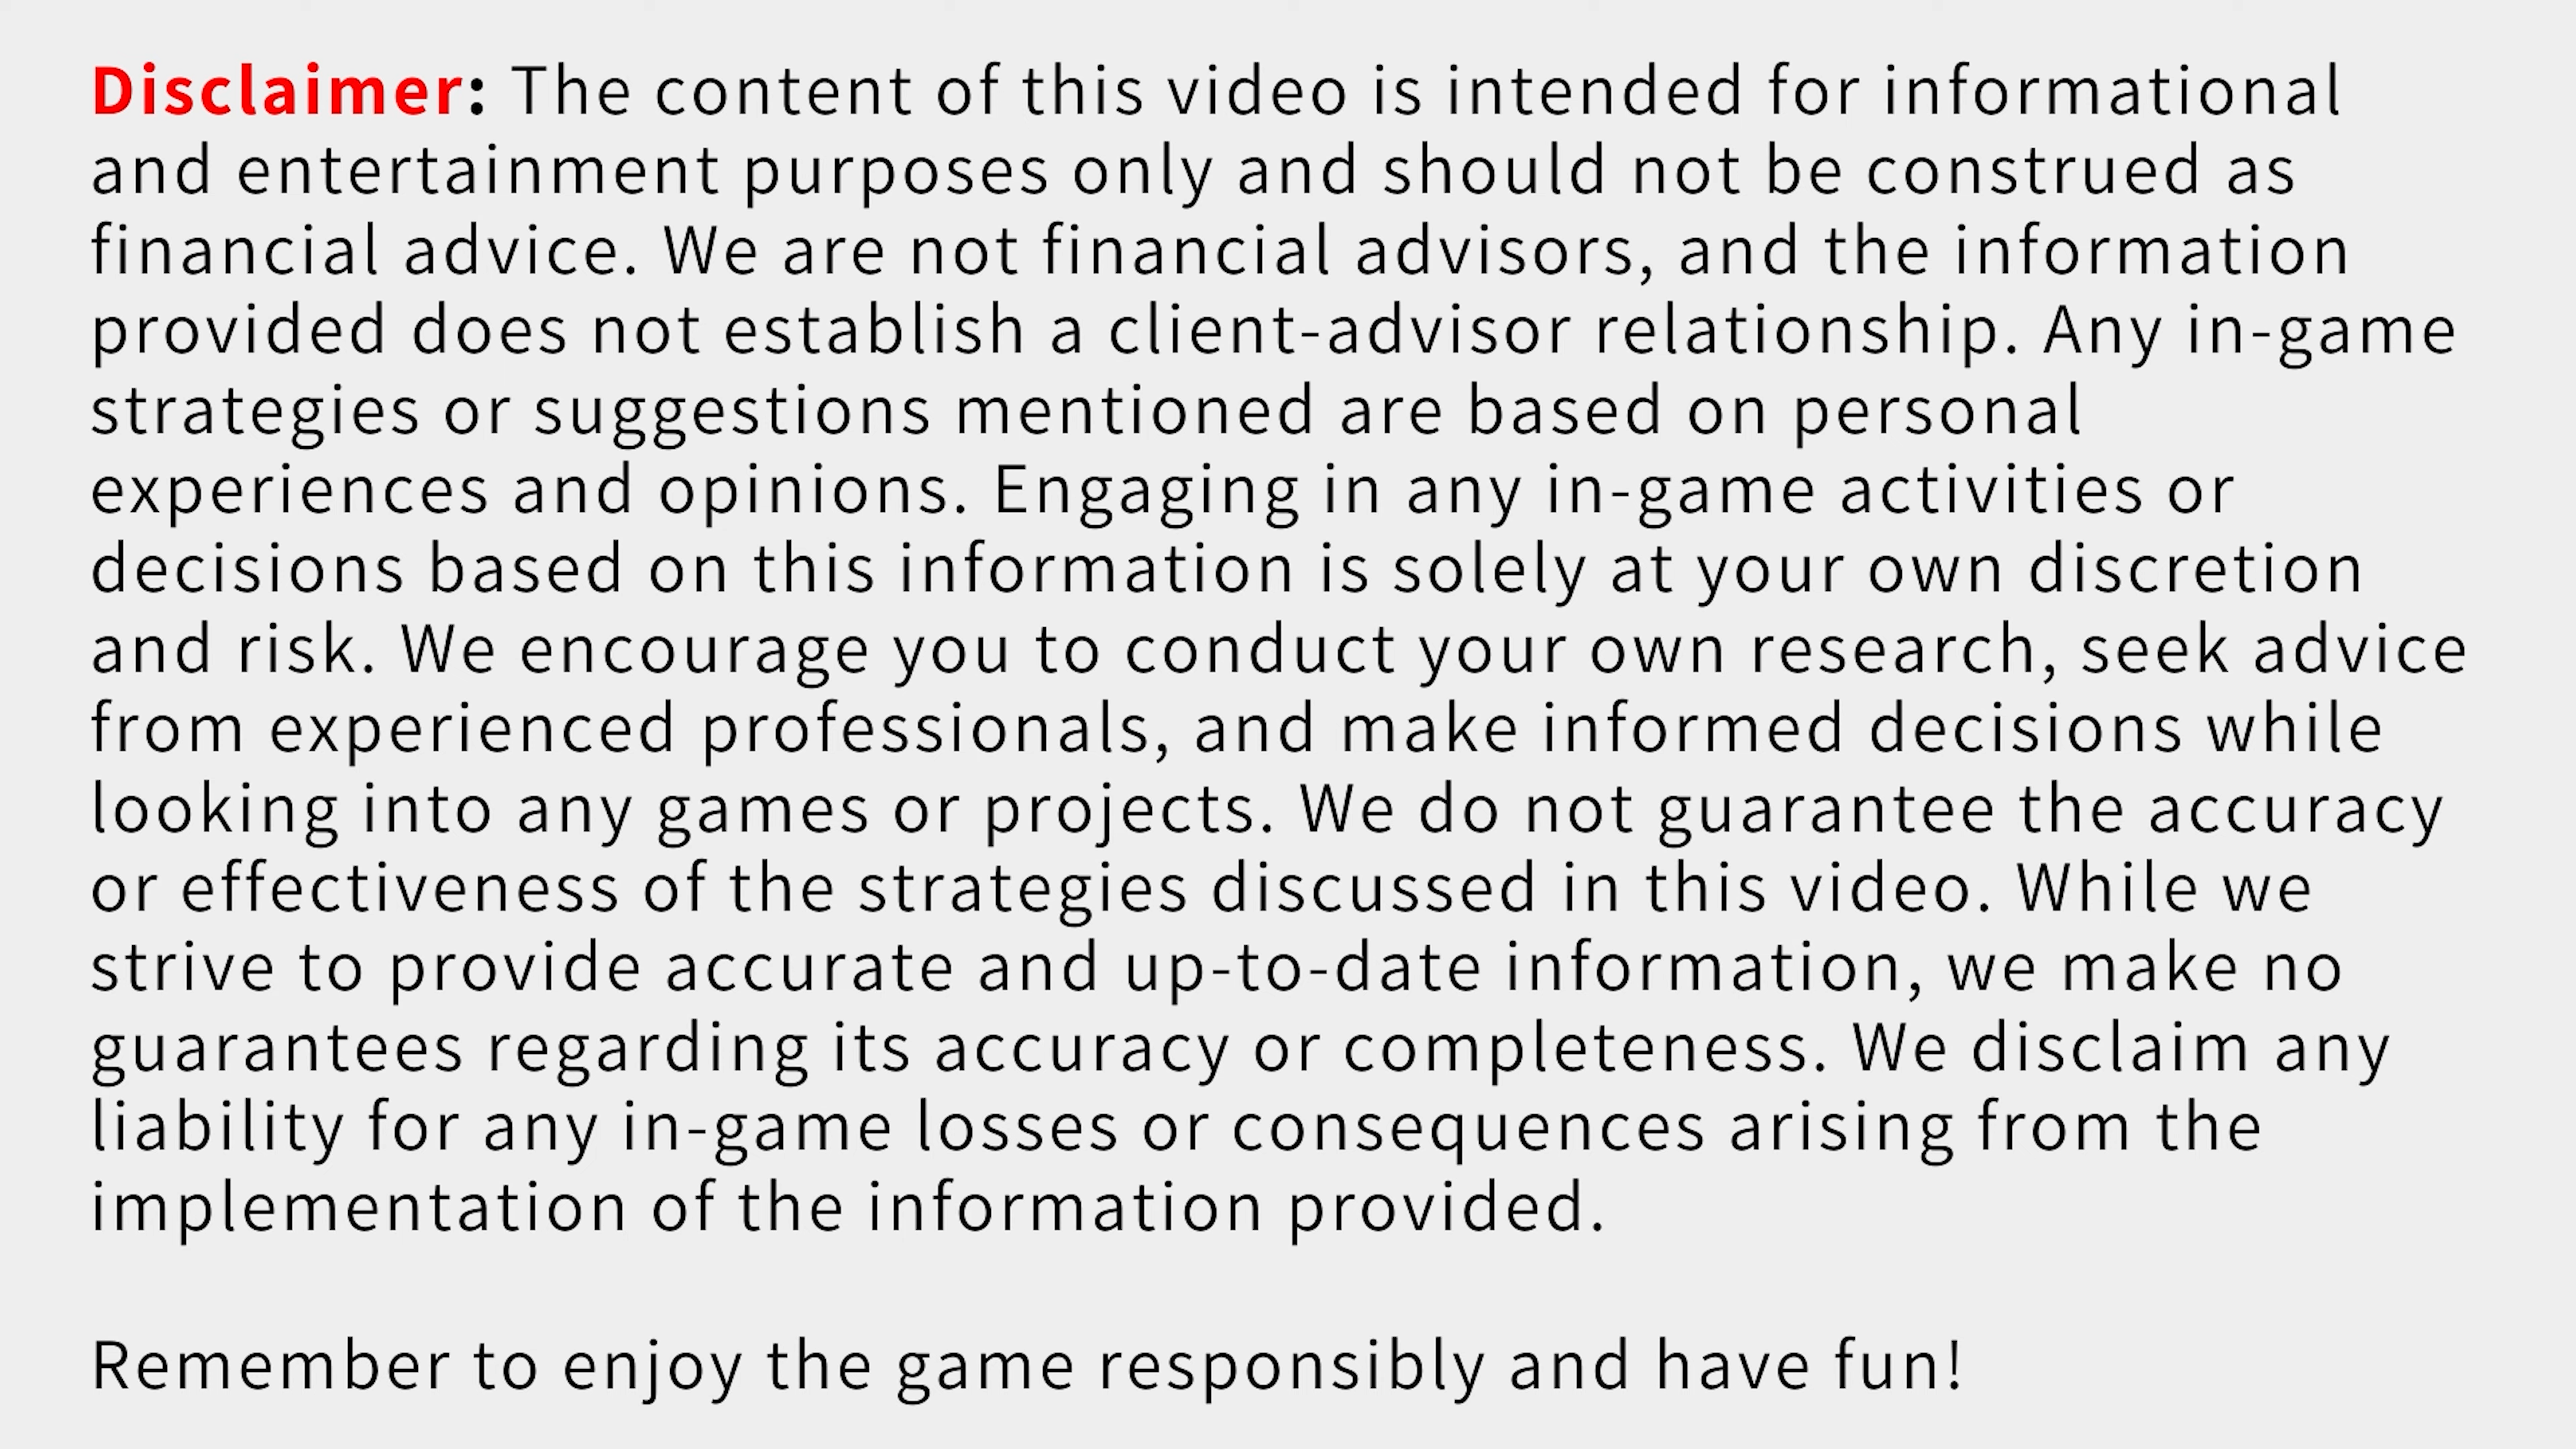 Disclaimer: The content of this video is intended for informational
and entertainment purposes only and should not be construed as
financial advice. We are not financial advisors, and the information
provided does not establish a client-advisor relationship. Any in-game
strategies or suggestions mentioned are based on personal
experiences and opinions. Engaging in any in-game activities or
decisions based on this information is solely at your own discretion
and risk. We encourage you to conduct your own research, seek advice
from experienced professionals, and make informed decisions while
looking into any games or projects. We do not guarantee the accuracy
or effectiveness of the strategies discussed in this video. While we
strive to provide accurate and up-to-date information, we make no
guarantees regarding its accuracy or completeness. We disclaim any
liability for any in-game losses or consequences arising from the
implementation of the information provided.
Remember to enjoy the game responsibly and have fun!